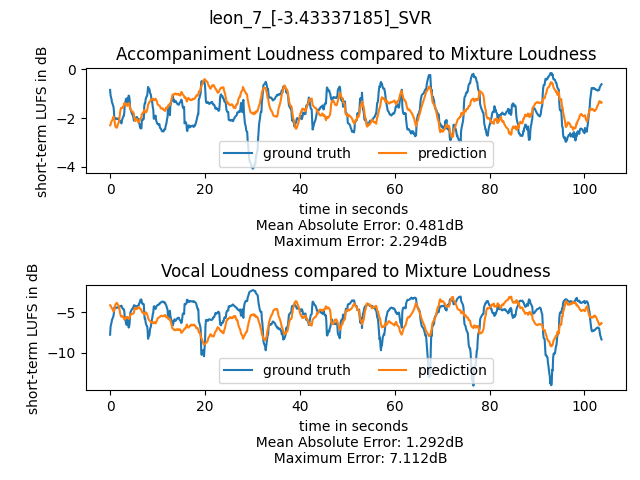 leon_7_[-3.43337185]_SVR
Accompaniment Loudness compared to Mixture Loudness
short-term LUFS in dB
0
−2
−4
ground truth prediction
0 20 40 60 80 100
time in seconds
Mean Absolute Error: 0.481dB
Maximum Error: 2.294dB
Vocal Loudness compared to Mixture Loudness
short-term LUFS in dB
−5
−10
ground truth prediction
0 20 40 60 80 100
time in seconds
Mean Absolute Error: 1.292dB
Maximum Error: 7.112dB